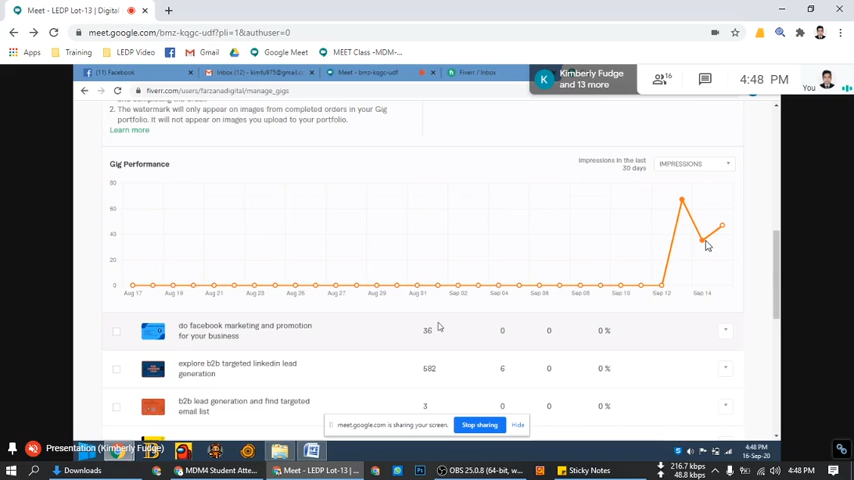 Meet - LEDP Lot-13 | Digital
meet.google.com/bmz-kqgc-udf?pli=1&authuser=0
Apps Training LEDP Video Gmail Google Meet MEET Class -MDM-...
(11) Facebook Inbox (12) - kimfu875@gmail.co Meet - bmz-kqgc-udf Fiverr / Inbox
Kimberly Fudge
and 13 more
K
16
4:48 PM
You
fiverr.com/users/farzanadigital/manage_gigs
2. The watermark will only appear on images from completed orders in your Gig
portfolio. It will not appear on images you upload to your portfolio.
Learn more
Gig Performance
Impressions in the last
30 days
IMPRESSIONS
80
60
40
20
0
Aug 17 Aug 19 Aug 21 Aug 23 Aug 25 Aug 27 Aug 29 Aug 31 Sep 02 Sep 04 Sep 06 Sep 08 Sep 10 Sep 12 Sep 14
do facebook marketing and promotion
for your business
36 0 0 0 %
explore b2b targeted linkedin lead
generation
582 6 0 0 %
b2b lead generation and find targeted
email list
3 0 0 0 %
meet.google.com is sharing your screen. Stop sharing Hide
Presentation (Kimberly Fudge)
4:48 PM
16-Sep-20
Downloads MDM4 Student Atte... Meet - LEDP Lot-13 |... OBS 25.0.8 (64-bit, w... Sticky Notes
216.7 kbps
48.8 kbps
4:48 PM